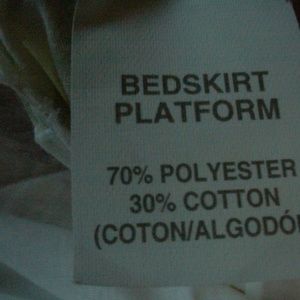 BEDSKIRT
PLATFORM
70% POLYESTER
30% COTTON
(COTON/ALGODÓ